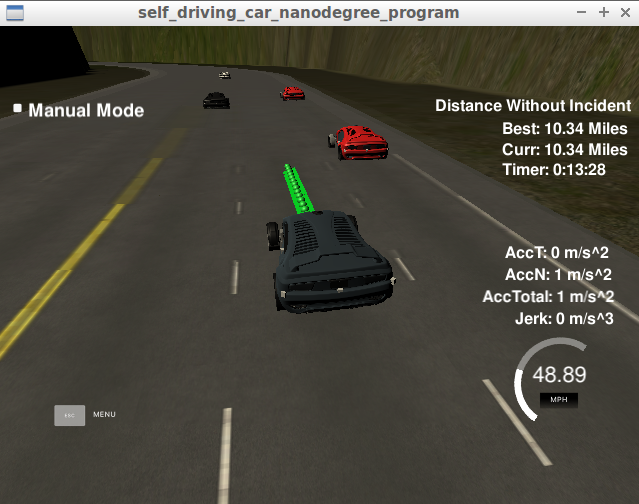 self_driving_car_nanodegree_program
Manual Mode
Distance Without Incident
Best: 10.34 Miles
Curr: 10.34 Miles
Timer: 0:13:28
AccT: 0 m/s^2
AccN: 1 m/s^2
AccTotal: 1 m/s^2
Jerk: 0 m/s^3
48.89
MPH
ESC MENU